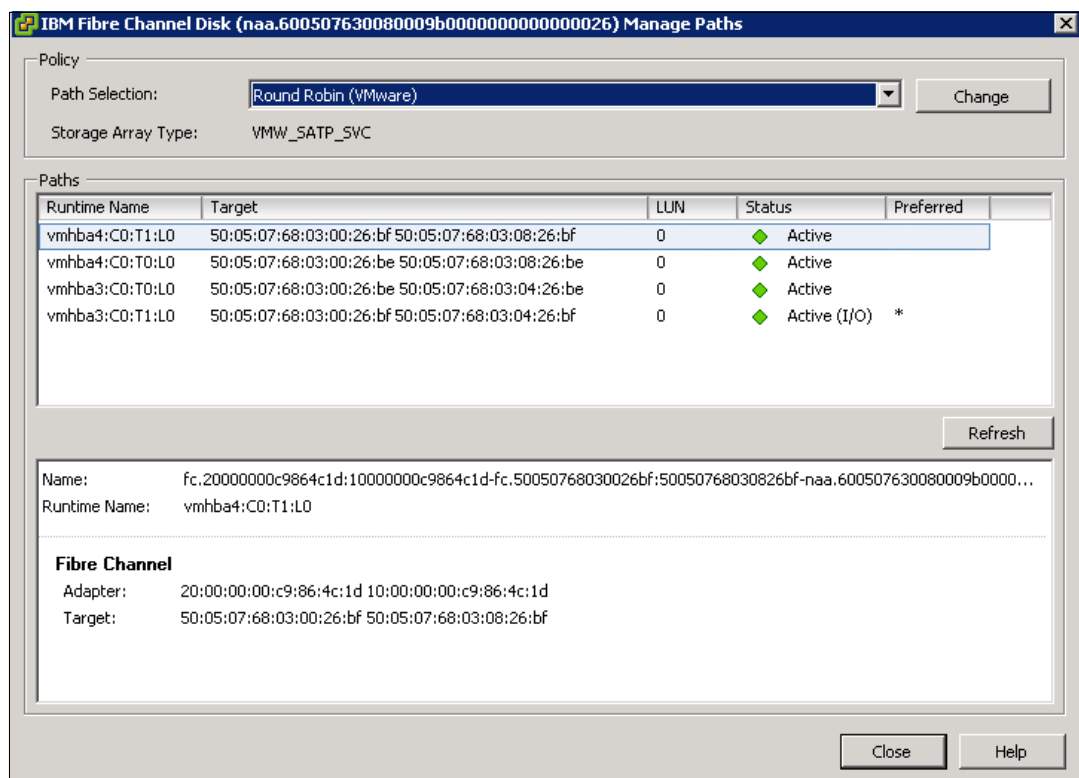 IBM Fibre Channel Disk (naa.600507630080009b0000000000000026) Manage Paths
Policy
Path Selection: Round Robin (VMware) Change
Storage Array Type: VMW_SATP_SVC
Paths
Runtime Name Target LUN Status Preferred
vmhba4:C0:T1:L0 50:05:07:68:03:00:26:bf 50:05:07:68:03:08:26:bf 0 Active
vmhba4:C0:T0:L0 50:05:07:68:03:00:26:be 50:05:07:68:03:08:26:be 0 Active
vmhba3:C0:T0:L0 50:05:07:68:03:00:26:be 50:05:07:68:03:04:26:be 0 Active
vmhba3:C0:T1:L0 50:05:07:68:03:00:26:bf 50:05:07:68:03:04:26:bf 0 Active (I/O) *
Refresh
Name: fc.20000000c9864c1d:10000000c9864c1d-fc.50050768030026bf:50050768030826bf-naa.600507630080009b0000...
Runtime Name: vmhba4:C0:T1:L0
Fibre Channel
Adapter: 20:00:00:00:c9:86:4c:1d 10:00:00:00:c9:86:4c:1d
Target: 50:05:07:68:03:00:26:bf 50:05:07:68:03:08:26:bf
Close Help